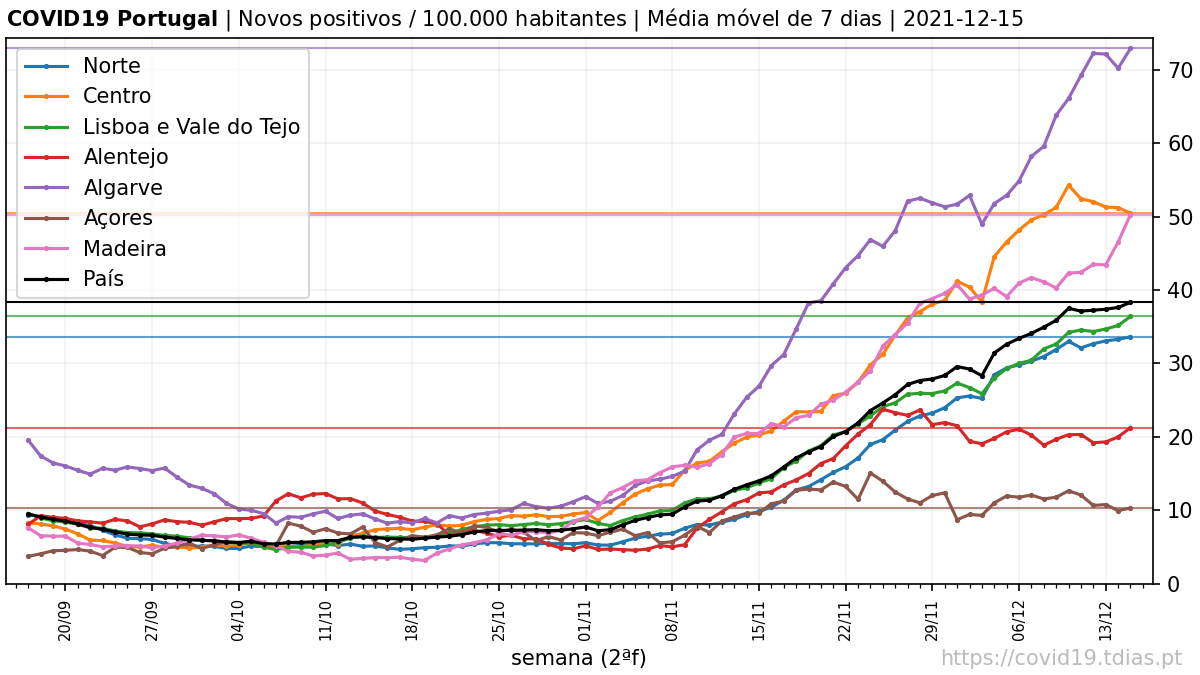 COVID19 Portugal | Novos positivos / 100.000 habitantes | Média móvel de 7 dias | 2021-12-15
Norte
Centro
Lisboa e Vale do Tejo
Alentejo
Algarve
Açores
Madeira
País
70
60
50
40
30
20
10
0
20/09
27/09
04/10
11/10
18/10
25/10
01/11
08/11
15/11
22/11
29/11
06/12
13/12
semana (2ªf)
https://covid19.tdias.pt